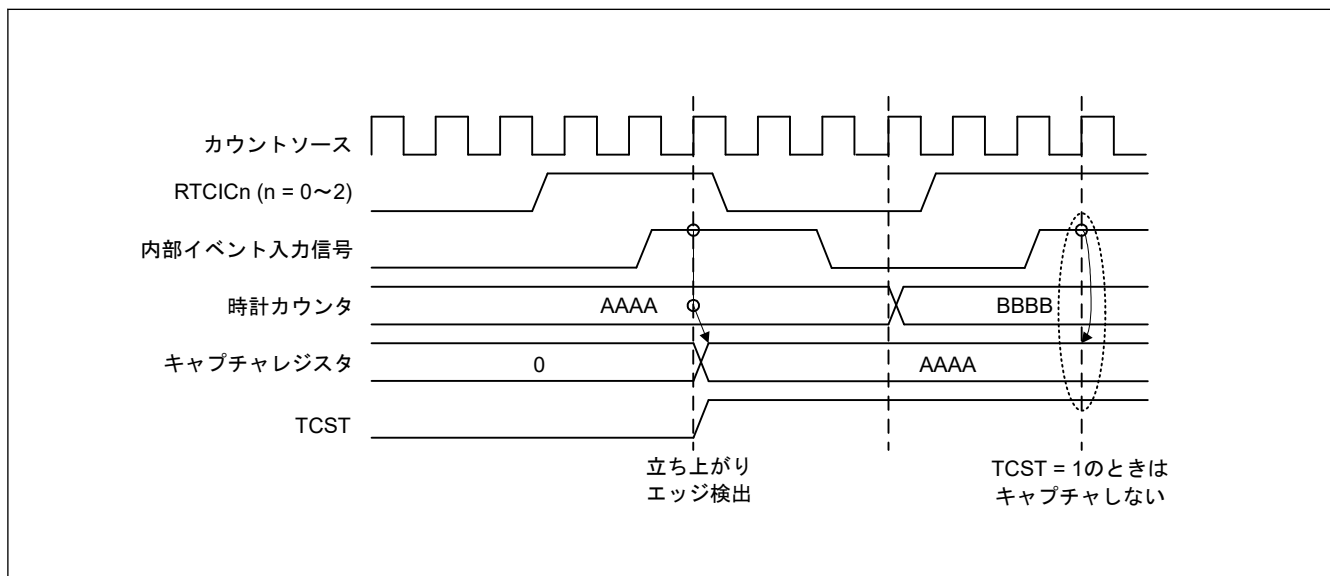 カウントソース
RTCICn (n = 0～2)
内部イベント入力信号
時計カウンタ
AAAA
BBBB
キャプチャレジスタ
0
AAAA
TCST
立ち上がり
エッジ検出
TCST = 1のときは
キャプチャしない